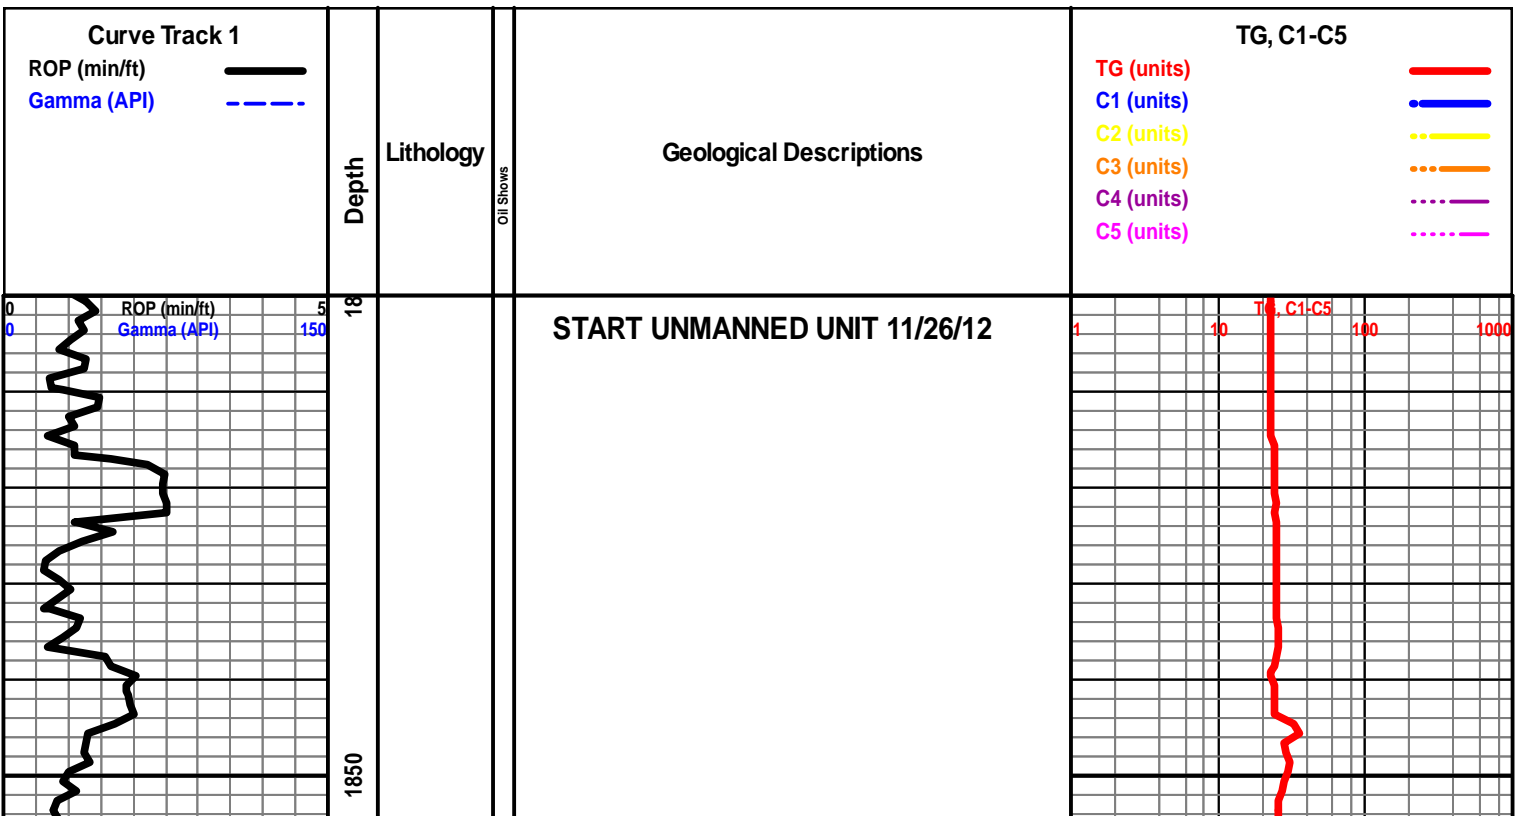 Curve Track 1
ROP (min/ft)
Gamma (API)
Depth
Lithology
Oil Shows
Geological Descriptions
TG, C1-C5
TG (units)
C1 (units)
C2 (units)
C3 (units)
C4 (units)
C5 (units)
0 ROP (min/ft) 5
0 Gamma (API) 150
18
START UNMANNED UNIT 11/26/12
TG, C1-C5
1 10 100 1000
1850